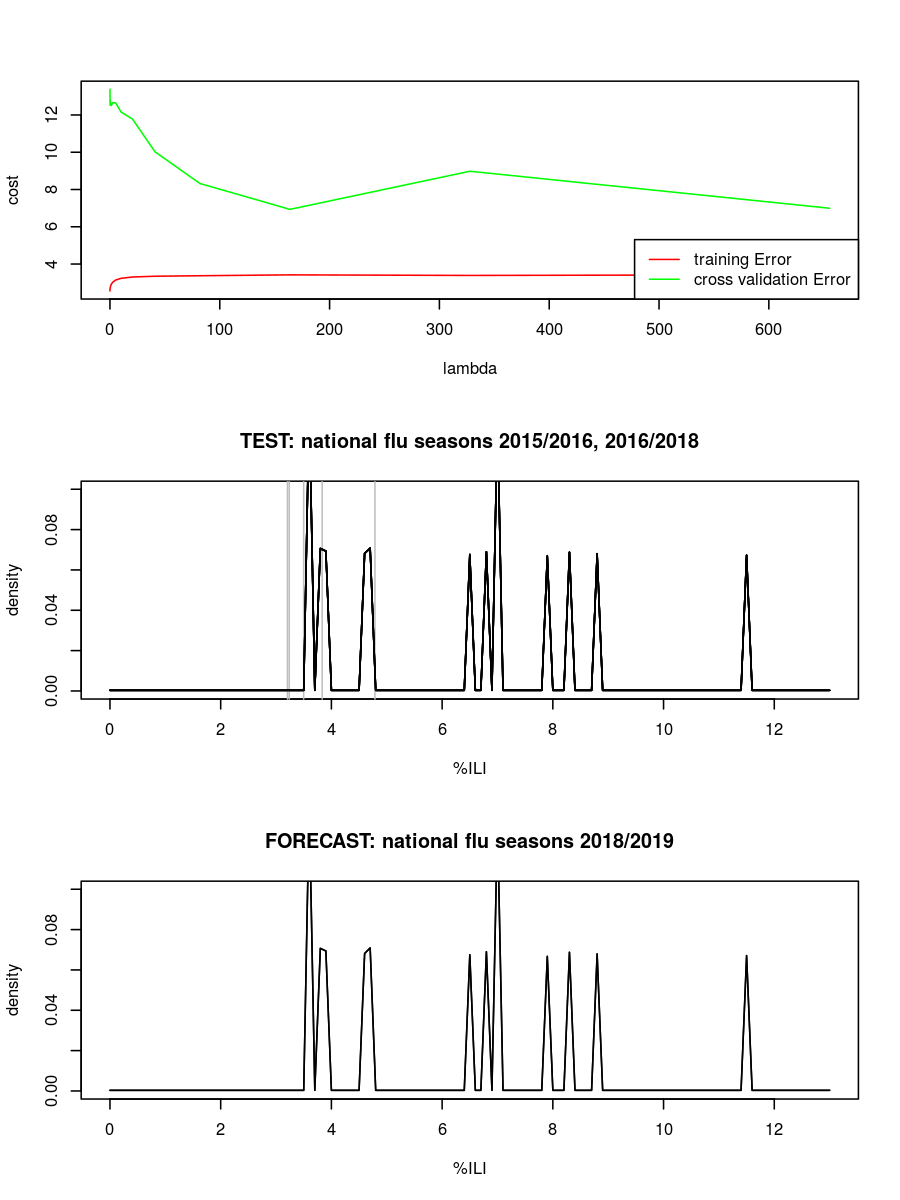 cost
12
10
8
6
4
training Error
cross validation Error
0 100 200 300 400 500 600
lambda
TEST: national flu seasons 2015/2016, 2016/2018
density
0.08
0.04
0.00
0 2 4 6 8 10 12
%ILI
FORECAST: national flu seasons 2018/2019
density
0.08
0.04
0.00
0 2 4 6 8 10 12
%ILI